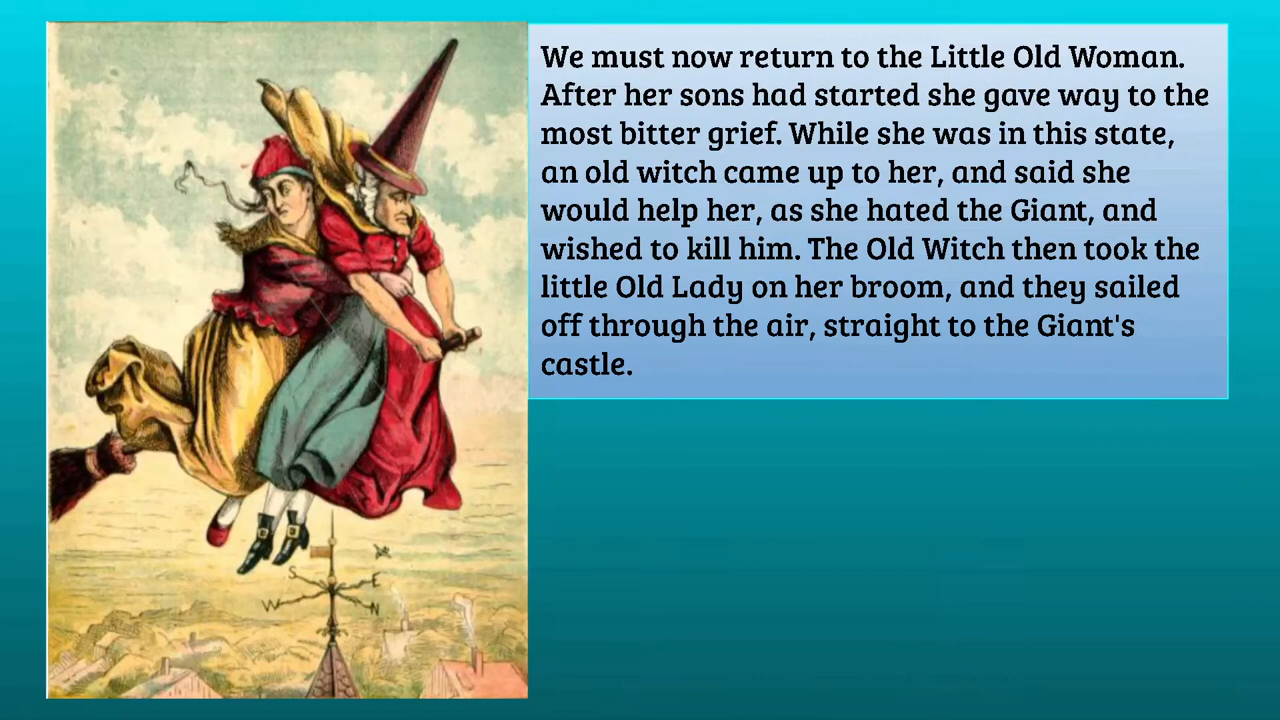 We must now return to the Little Old Woman.
After her sons had started she gave way to the
most bitter grief. While she was in this state,
an old witch came up to her, and said she
would help her, as she hated the Giant, and
wished to kill him. The Old Witch then took the
little Old Lady on her broom, and they sailed
off through the air, straight to the Giant's
castle.
S E
W N